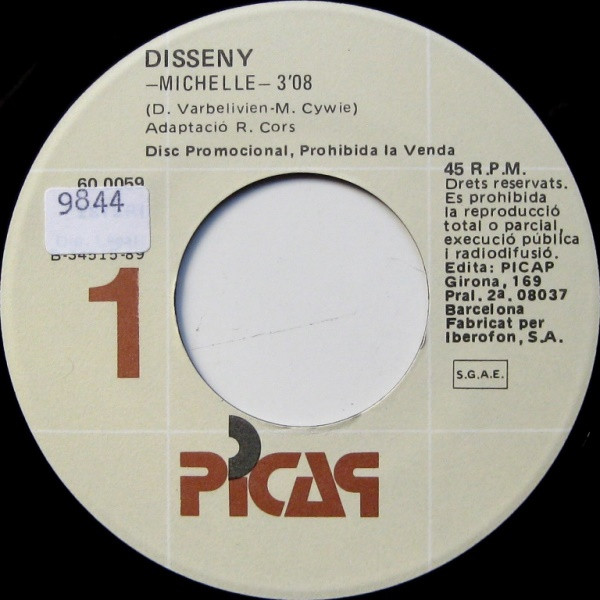 DISSENY
–MICHELLE– 3'08
(D. Varbelivien-M. Cywie)
Adaptació R. Cors
Disc Promocional, Prohibida la Venda
60.0059
9844
B-34515-89
1
45 R.P.M.
Drets reservats.
Es prohibida
la reproducció
total o parcial,
execució pública
i radiodifusió.
Edita: PICAP
Girona, 169
Pral. 2ª. 08037
Barcelona
Fabricat per
Iberofon, S.A.
S.G.A.E.
PICAP